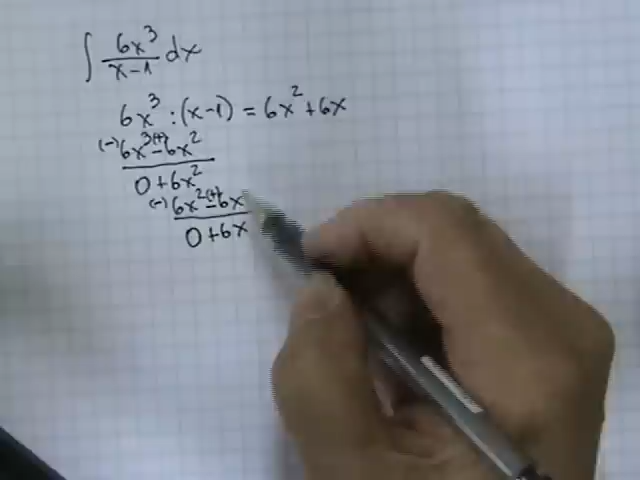 ∫ 6x³/(x-1) dx
6x³ : (x-1) = 6x² + 6x
(-) 6x³ (+)- 6x²
0 + 6x²
(-) 6x² (+)- 6x
0 + 6x